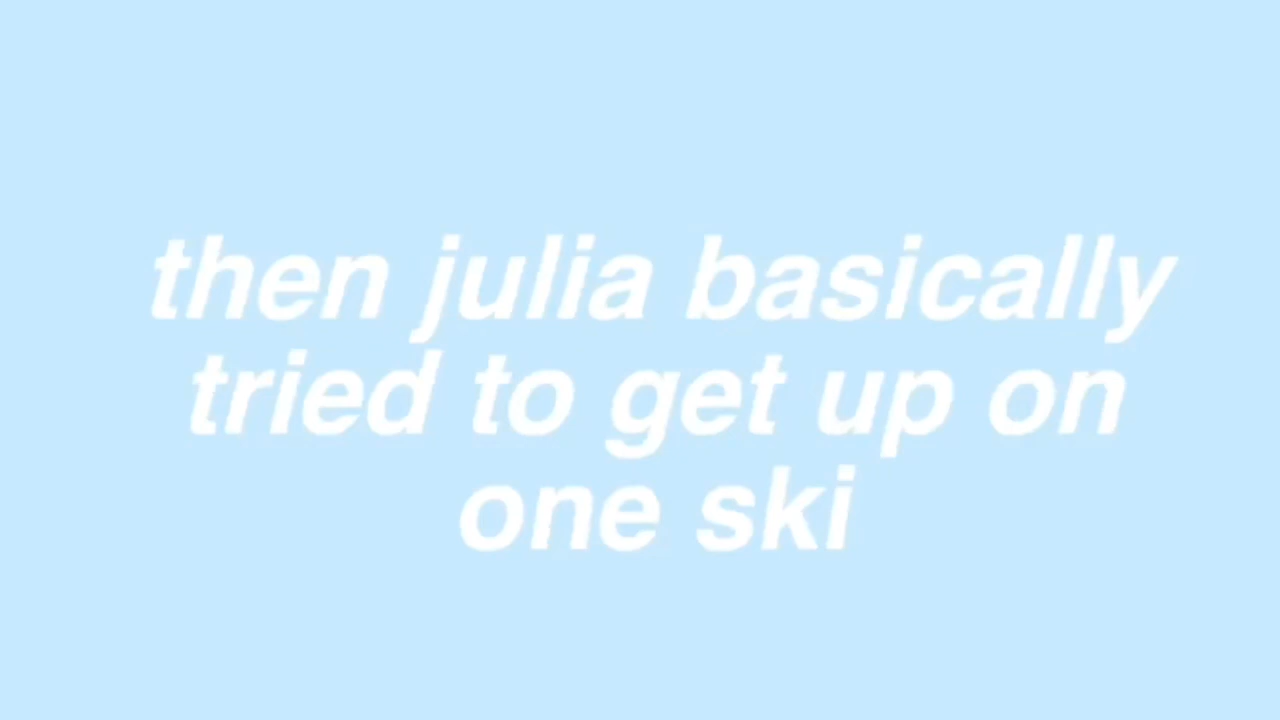 then julia basically
tried to get up on
one ski